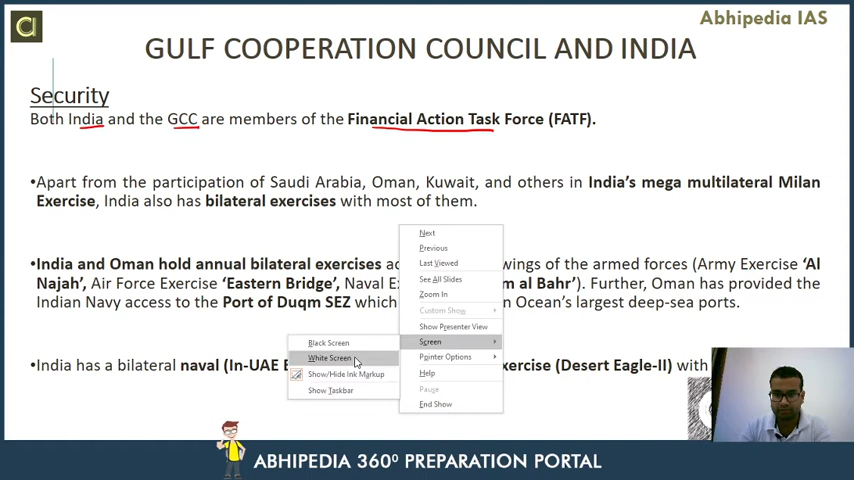 Abhipedia IAS
GULF COOPERATION COUNCIL AND INDIA
Security
Both India and the GCC are members of the Financial Action Task Force (FATF).
•Apart from the participation of Saudi Arabia, Oman, Kuwait, and others in India's mega multilateral Milan
Exercise, India also has bilateral exercises with most of them.
•India and Oman hold annual bilateral exercises wings of the armed forces (Army Exercise 'Al
Najah', Air Force Exercise 'Eastern Bridge', Naval al Bahr'). Further, Oman has provided the
Indian Navy access to the Port of Duqm SEZ which Ocean's largest deep-sea ports.
•India has a bilateral naval (In-UAE exercise (Desert Eagle-II) with
Next
Previous
Last Viewed
See All Slides
Zoom In
Custom Show
Show Presenter View
Screen
Pointer Options
Help
Pause
End Show
Black Screen
White Screen
Show/Hide Ink Markup
Show Taskbar
ABHIPEDIA 360⁰ PREPARATION PORTAL